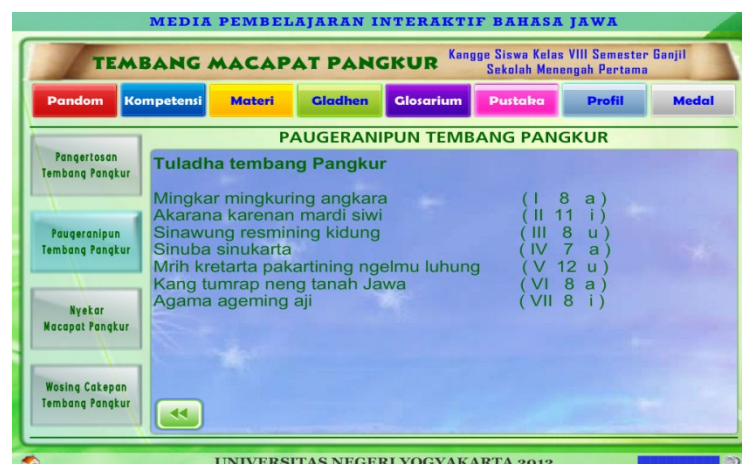 MEDIA PEMBELAJARAN INTERAKTIF BAHASA JAWA
TEMBANG MACAPAT PANGKUR
Kangge Siswa Kelas VIII Semester Ganjil
Sekolah Menengah Pertama
Pandom Kompetensi Materi Gladhen Glosarium Pustaka Profil Medal
PAUGERANIPUN TEMBANG PANGKUR
Pangertosan
Tembang Pangkur
Paugeranipun
Tembang Pangkur
Nyekar
Macapat Pangkur
Wosing Cakepan
Tembang Pangkur
Tuladha tembang Pangkur
Mingkar mingkuring angkara ( I 8 a )
Akarana karenan mardi siwi ( II 11 i )
Sinawung resmining kidung ( III 8 u )
Sinuba sinukarta ( IV 7 a )
Mrih kretarta pakartining ngelmu luhung ( V 12 u )
Kang tumrap neng tanah Jawa ( VI 8 a )
Agama ageming aji ( VII 8 i )
UNIVERSITAS NEGERI YOGYAKARTA 2012